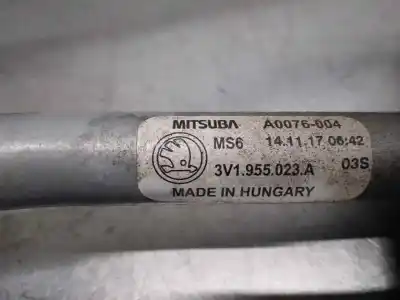 MITSUBA A0076-004
MS6 14.11.17 06:42
3V1.955.023.A 03S
MADE IN HUNGARY